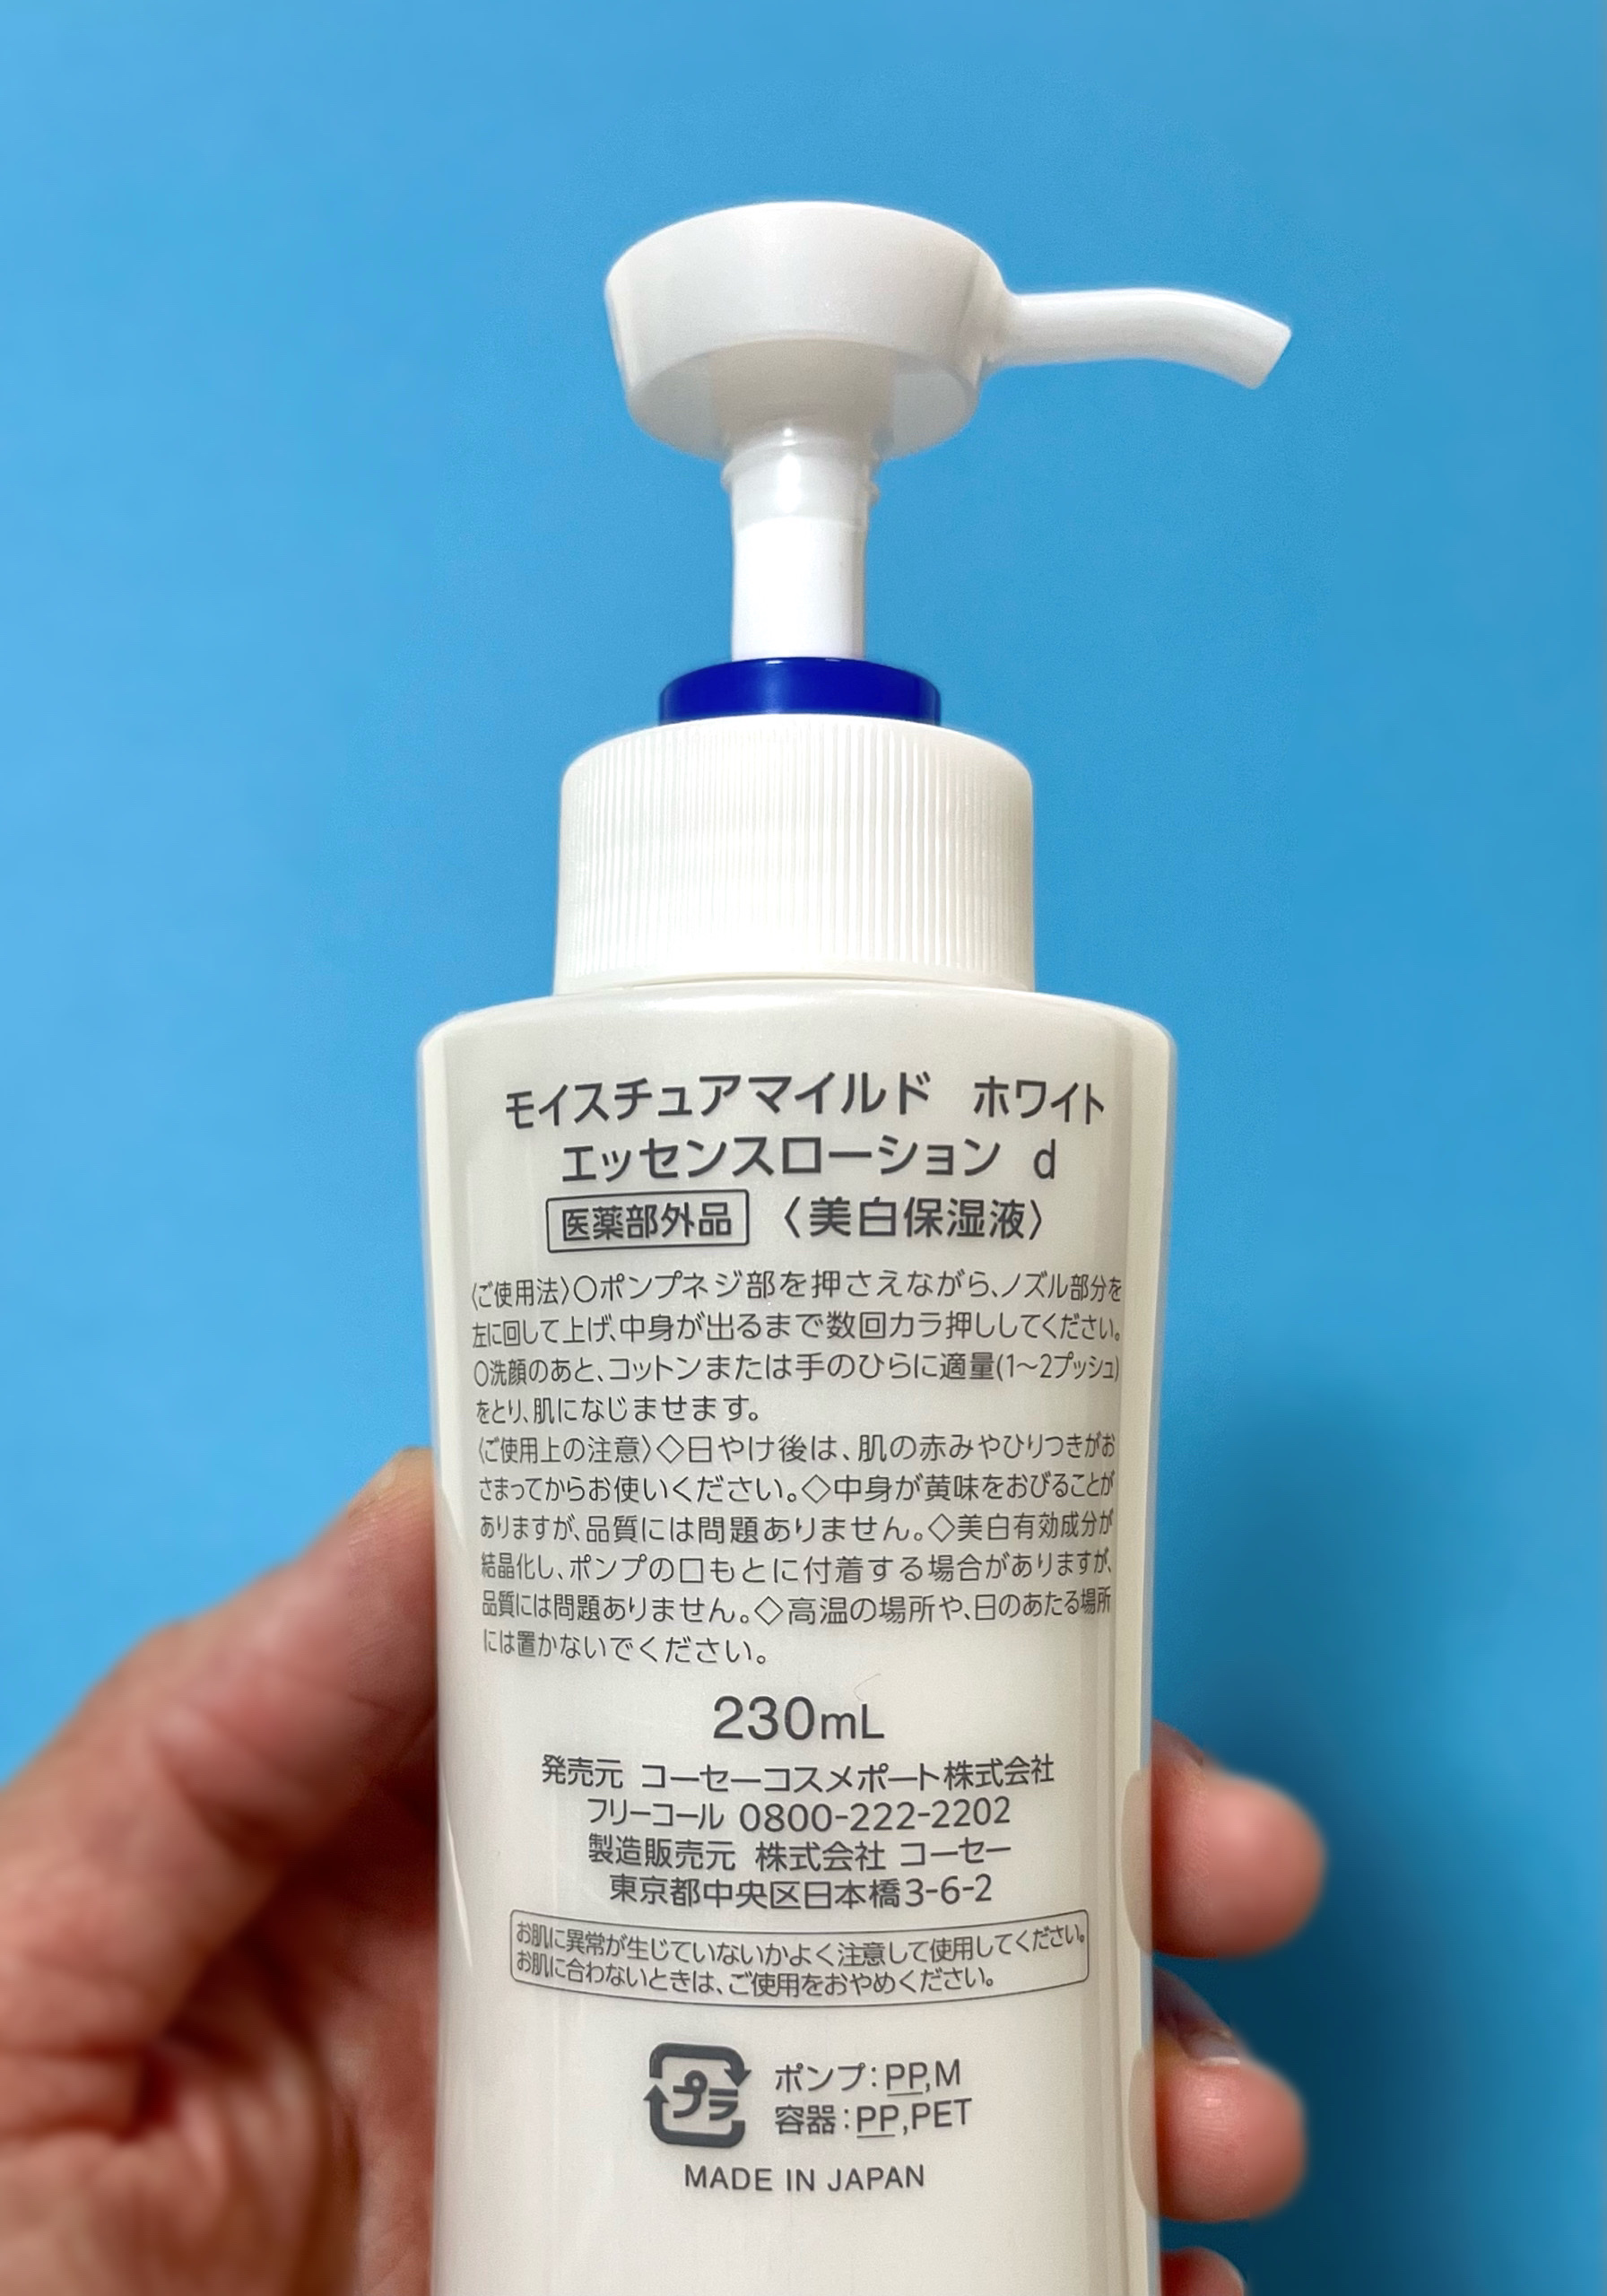 モイスチュアマイルド ホワイト
エッセンスローション d
医薬部外品 〈美白保湿液〉
〈ご使用法〉○ポンプネジ部を押さえながら、ノズル部分を
左に回して上げ、中身が出るまで数回カラ押ししてください。
○洗顔のあと、コットンまたは手のひらに適量(1〜2プッシュ)
をとり、肌になじませます。
〈ご使用上の注意〉◇日やけ後は、肌の赤みやひりつきがお
さまってからお使いください。◇中身が黄味をおびることが
ありますが、品質には問題ありません。◇美白有効成分が
結晶化し、ポンプの口もとに付着する場合がありますが、
品質には問題ありません。◇高温の場所や、日のあたる場所
には置かないでください。
230mL
発売元 コーセーコスメポート株式会社
フリーコール 0800-222-2202
製造販売元 株式会社 コーセー
東京都中央区日本橋3-6-2
お肌に異常が生じていないかよく注意して使用してください。
お肌に合わないときは、ご使用をおやめください。
プラ
ポンプ:PP,M
容器:PP,PET
MADE IN JAPAN